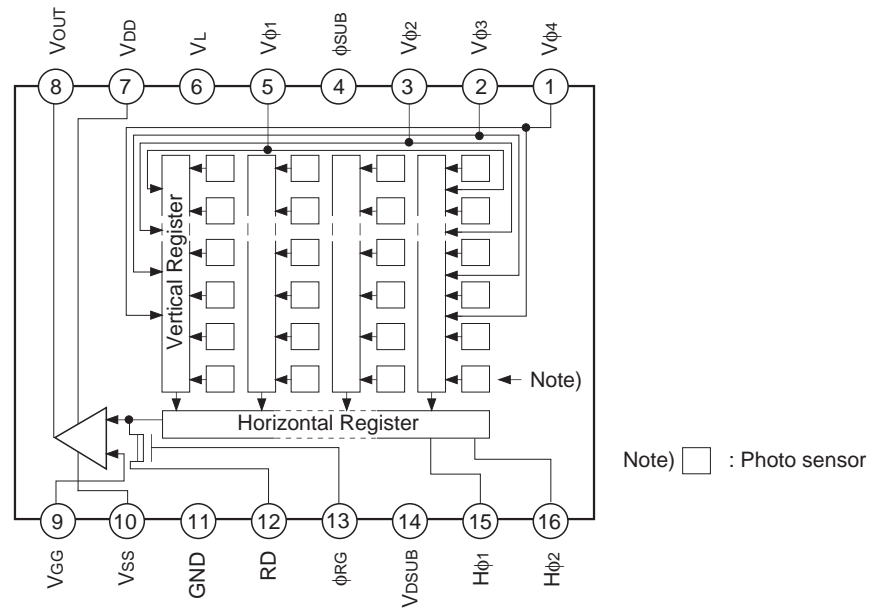 VOUT
VDD
VL
Vϕ1
ϕSUB
Vϕ2
Vϕ3
Vϕ4
8
7
6
5
4
3
2
1
Vertical Register
Note)
Horizontal Register
Note) : Photo sensor
9
10
11
12
13
14
15
16
VGG
VSS
GND
RD
ϕRG
VDSUB
Hϕ1
Hϕ2